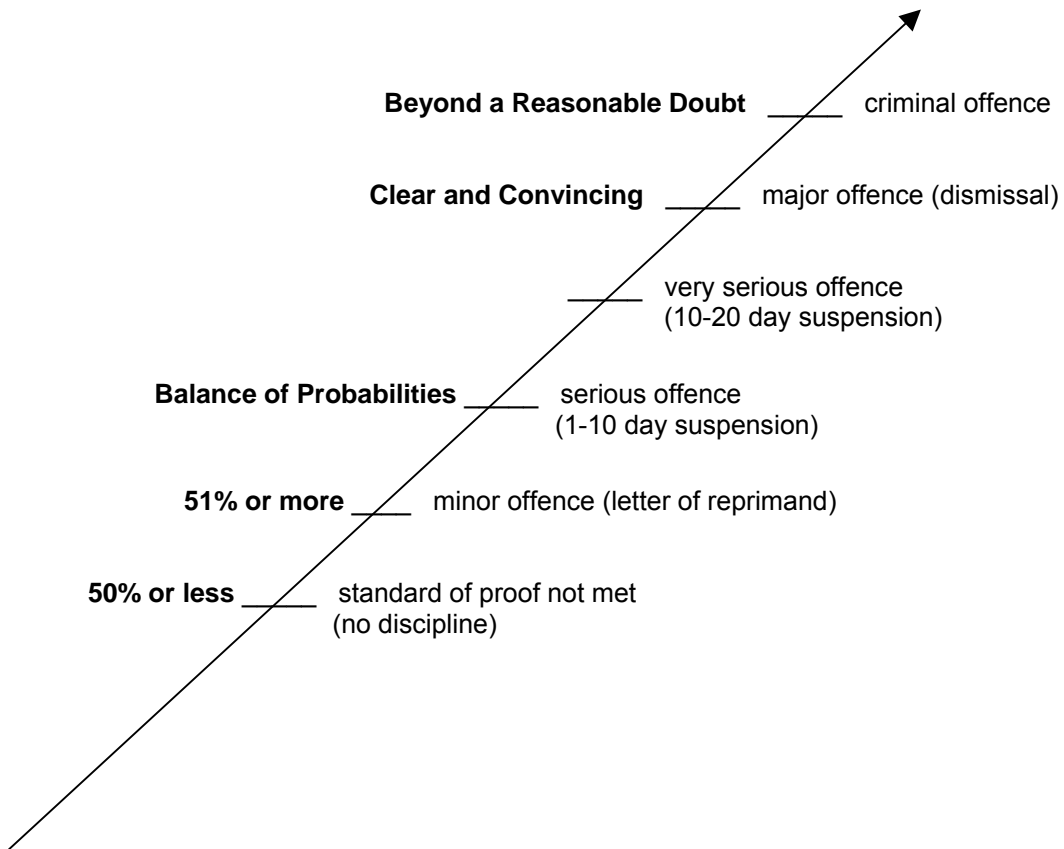 Beyond a Reasonable Doubt criminal offence
Clear and Convincing major offence (dismissal)
very serious offence
(10-20 day suspension)
Balance of Probabilities serious offence
(1-10 day suspension)
51% or more minor offence (letter of reprimand)
50% or less standard of proof not met
(no discipline)